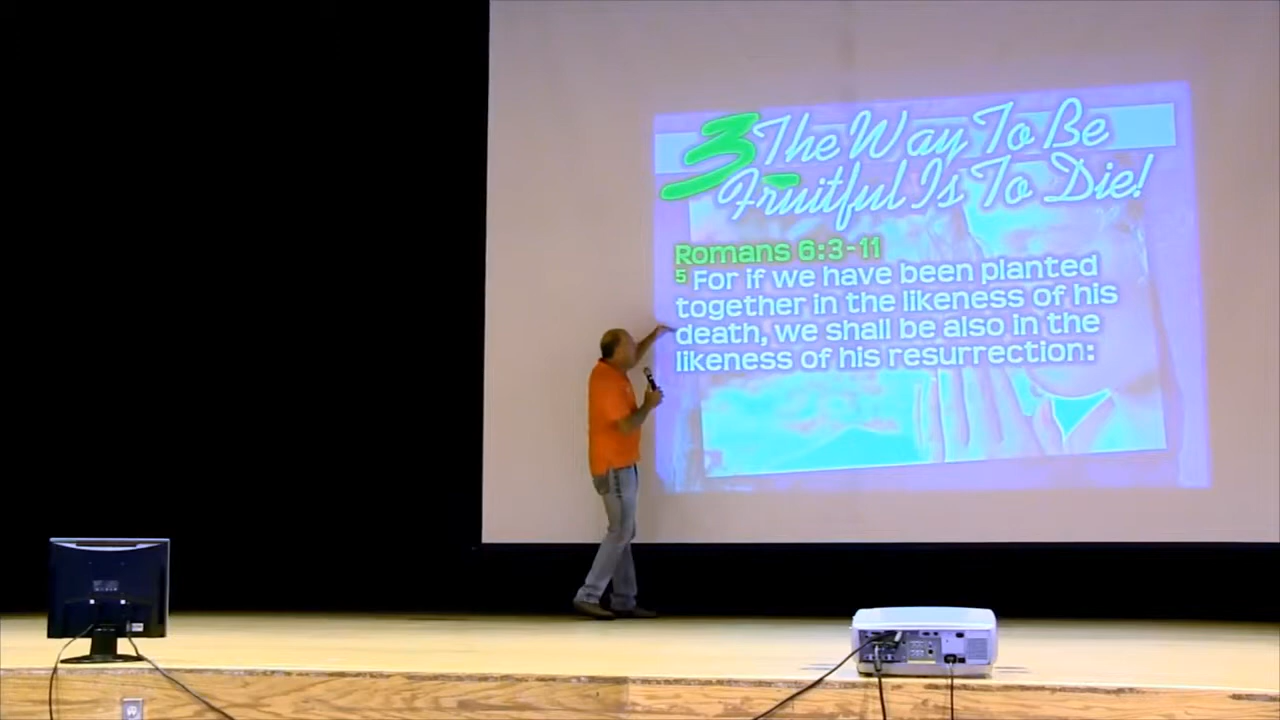 3 The Way To Be
Fruitful Is To Die!
Romans 6:3-11
5 For if we have been planted
together in the likeness of his
death, we shall be also in the
likeness of his resurrection: